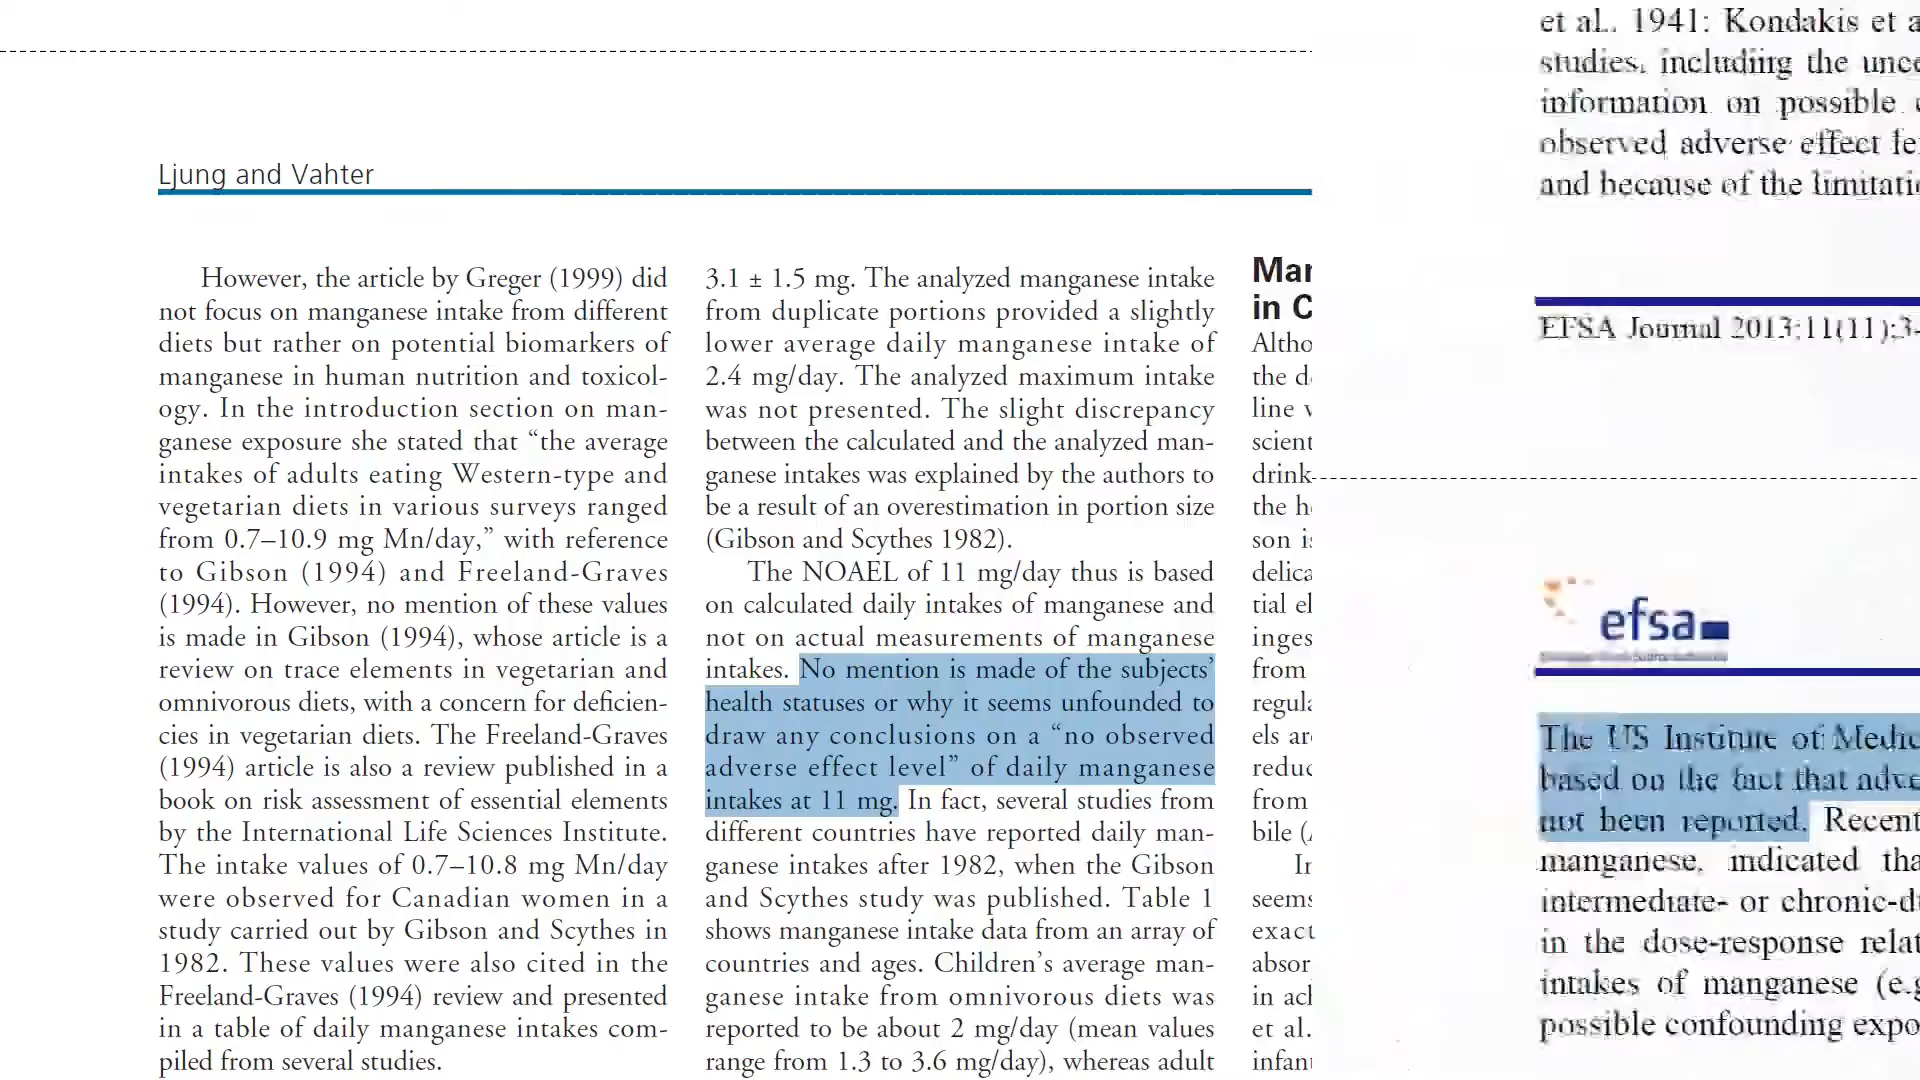 Ljung and Vahter
However, the article by Greger (1999) did
not focus on manganese intake from different
diets but rather on potential biomarkers of
manganese in human nutrition and toxicol-
ogy. In the introduction section on man-
ganese exposure she stated that “the average
intakes of adults eating Western-type and
vegetarian diets in various surveys ranged
from 0.7–10.9 mg Mn/day,” with reference
to Gibson (1994) and Freeland-Graves
(1994). However, no mention of these values
is made in Gibson (1994), whose article is a
review on trace elements in vegetarian and
omnivorous diets, with a concern for deficien-
cies in vegetarian diets. The Freeland-Graves
(1994) article is also a review published in a
book on risk assessment of essential elements
by the International Life Sciences Institute.
The intake values of 0.7–10.8 mg Mn/day
were observed for Canadian women in a
study carried out by Gibson and Scythes in
1982. These values were also cited in the
Freeland-Graves (1994) review and presented
in a table of daily manganese intakes com-
piled from several studies.
3.1 ± 1.5 mg. The analyzed manganese intake
from duplicate portions provided a slightly
lower average daily manganese intake of
2.4 mg/day. The analyzed maximum intake
was not presented. The slight discrepancy
between the calculated and the analyzed man-
ganese intakes was explained by the authors to
be a result of an overestimation in portion size
(Gibson and Scythes 1982).
The NOAEL of 11 mg/day thus is based
on calculated daily intakes of manganese and
not on actual measurements of manganese
intakes. No mention is made of the subjects’
health statuses or why it seems unfounded to
draw any conclusions on a “no observed
adverse effect level” of daily manganese
intakes at 11 mg. In fact, several studies from
different countries have reported daily man-
ganese intakes after 1982, when the Gibson
and Scythes study was published. Table 1
shows manganese intake data from an array of
countries and ages. Children’s average man-
ganese intake from omnivorous diets was
reported to be about 2 mg/day (mean values
range from 1.3 to 3.6 mg/day), whereas adult
Man
in C
Altho
the d
line v
scient
drink
the h
son is
delica
tial el
inges
from
regula
els are
reduc
from
bile (
In
seems
exact
absor
in ach
et al.
infant
et al., 1941; Kondakis et a
studies, including the unce
information on possible
observed adverse effect le
and because of the limitati
EFSA Journal 2013;11(11):3
efsa
The US Institute of Medic
based on the fact that adve
not been reported. Recent
manganese, indicated tha
intermediate- or chronic-d
in the dose-response relat
intakes of manganese (e.g
possible confounding expo